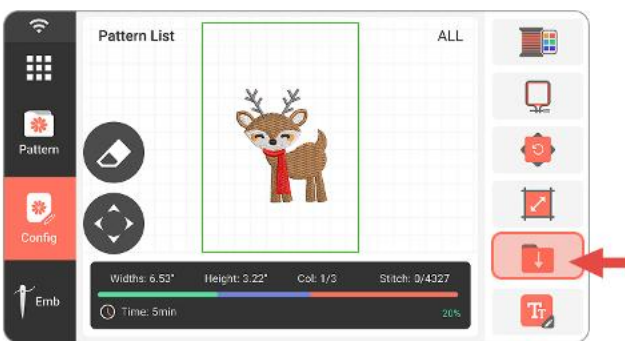 Pattern List
ALL
Pattern
Config
Emb
Widths: 6.53" Height: 3.22" Col: 1/3 Stitch: 0/4327
Time: 5min
20%
TT